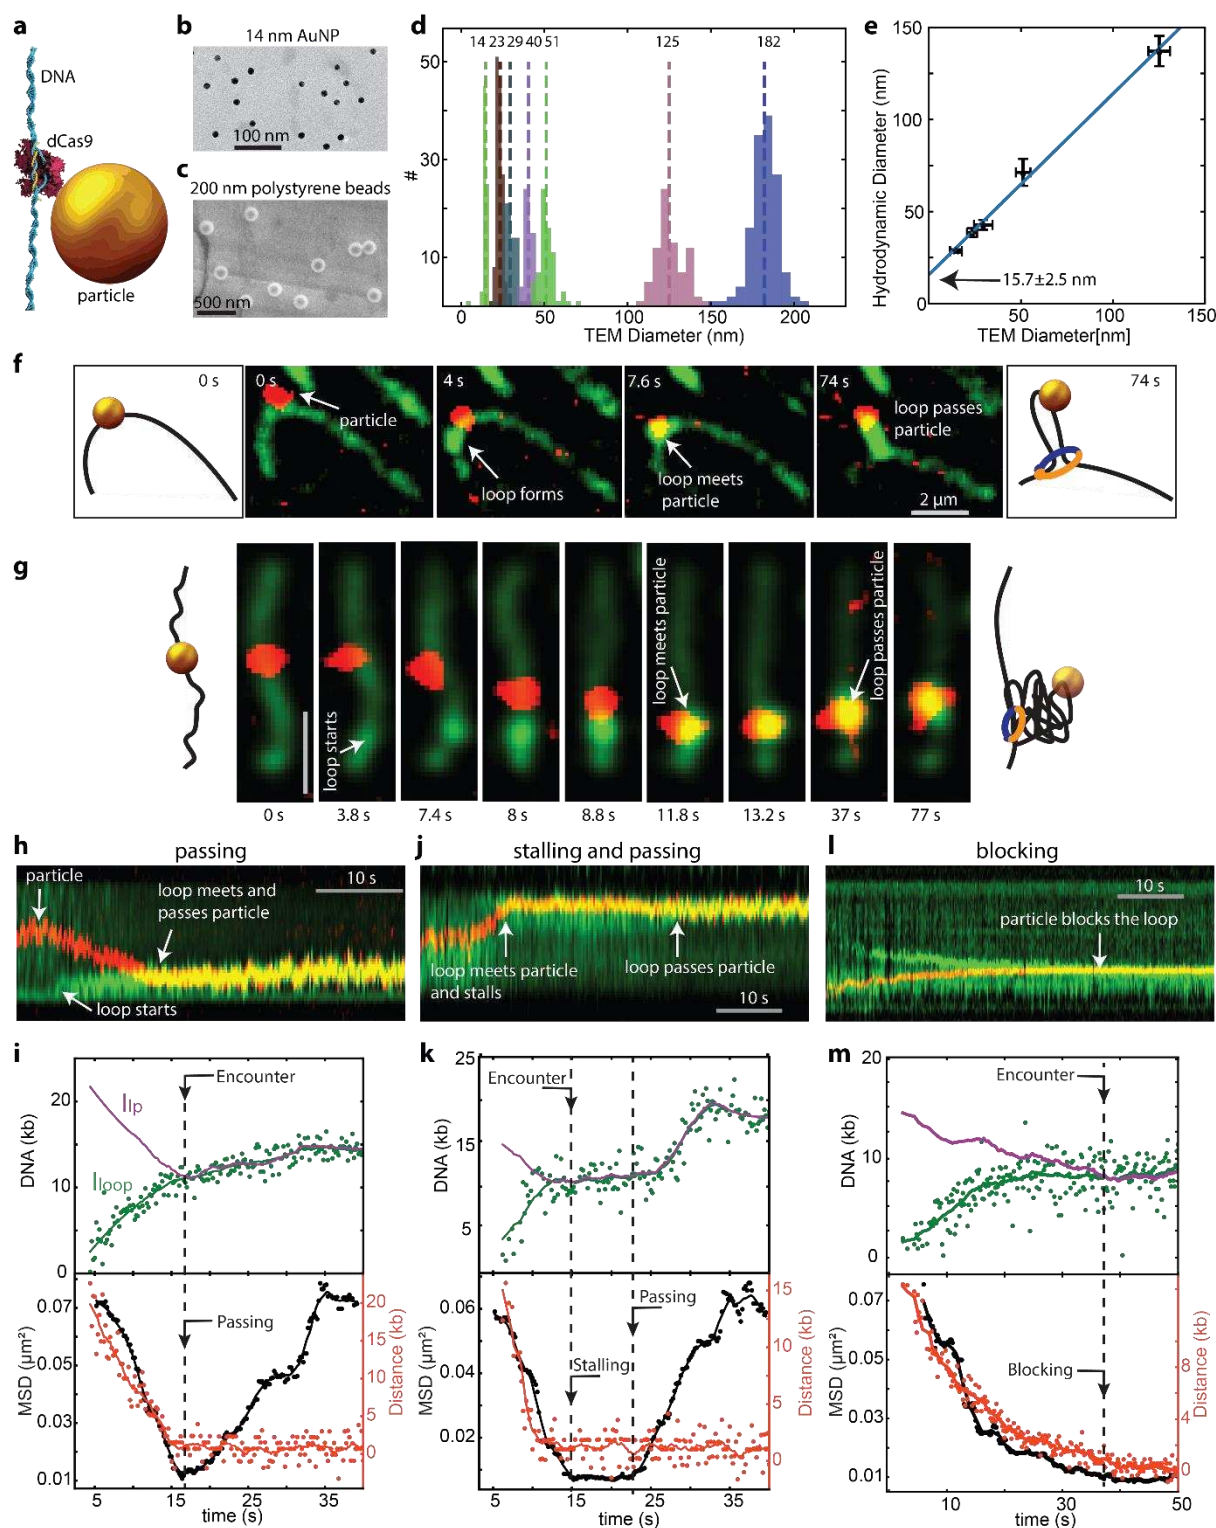 a
DNA
dCas9
particle
b
14 nm AuNP
100 nm
c
200 nm polystyrene beads
500 nm
d
14 23 29 40 51 125 182
50
30
10
#
0 50 100 150 200
TEM Diameter (nm)
e
150
100
50
0
Hydrodynamic Diameter (nm)
15.7±2.5 nm
50 100 150
TEM Diameter[nm]
f
0 s
0 s
particle
4 s
loop forms
7.6 s
loop meets
particle
74 s
loop passes
particle
2 µm
74 s
g
loop starts
loop meets particle
loop passes particle
0 s 3.8 s 7.4 s 8 s 8.8 s 11.8 s 13.2 s 37 s 77 s
h
passing
particle
loop meets and
passes particle
10 s
loop starts
j
stalling and passing
loop meets particle
and stalls
loop passes particle
10 s
l
blocking
10 s
particle blocks the loop
i
DNA (kb)
20
10
0
Ilp
Iloop
Encounter
MSD (µm²)
0.07
0.05
0.03
0.01
Passing
20
15
10
5
0
Distance (kb)
5 15 25 35
time (s)
k
DNA (kb)
25
15
5
Encounter
MSD (µm²)
0.06
0.04
0.02
Passing
Stalling
15
10
5
0
Distance (kb)
5 15 25 35
time (s)
m
DNA (kb)
20
10
0
Encounter
MSD (µm²)
0.07
0.05
0.03
0.01
Blocking
8
4
0
Distance (kb)
10 30 50
time (s)